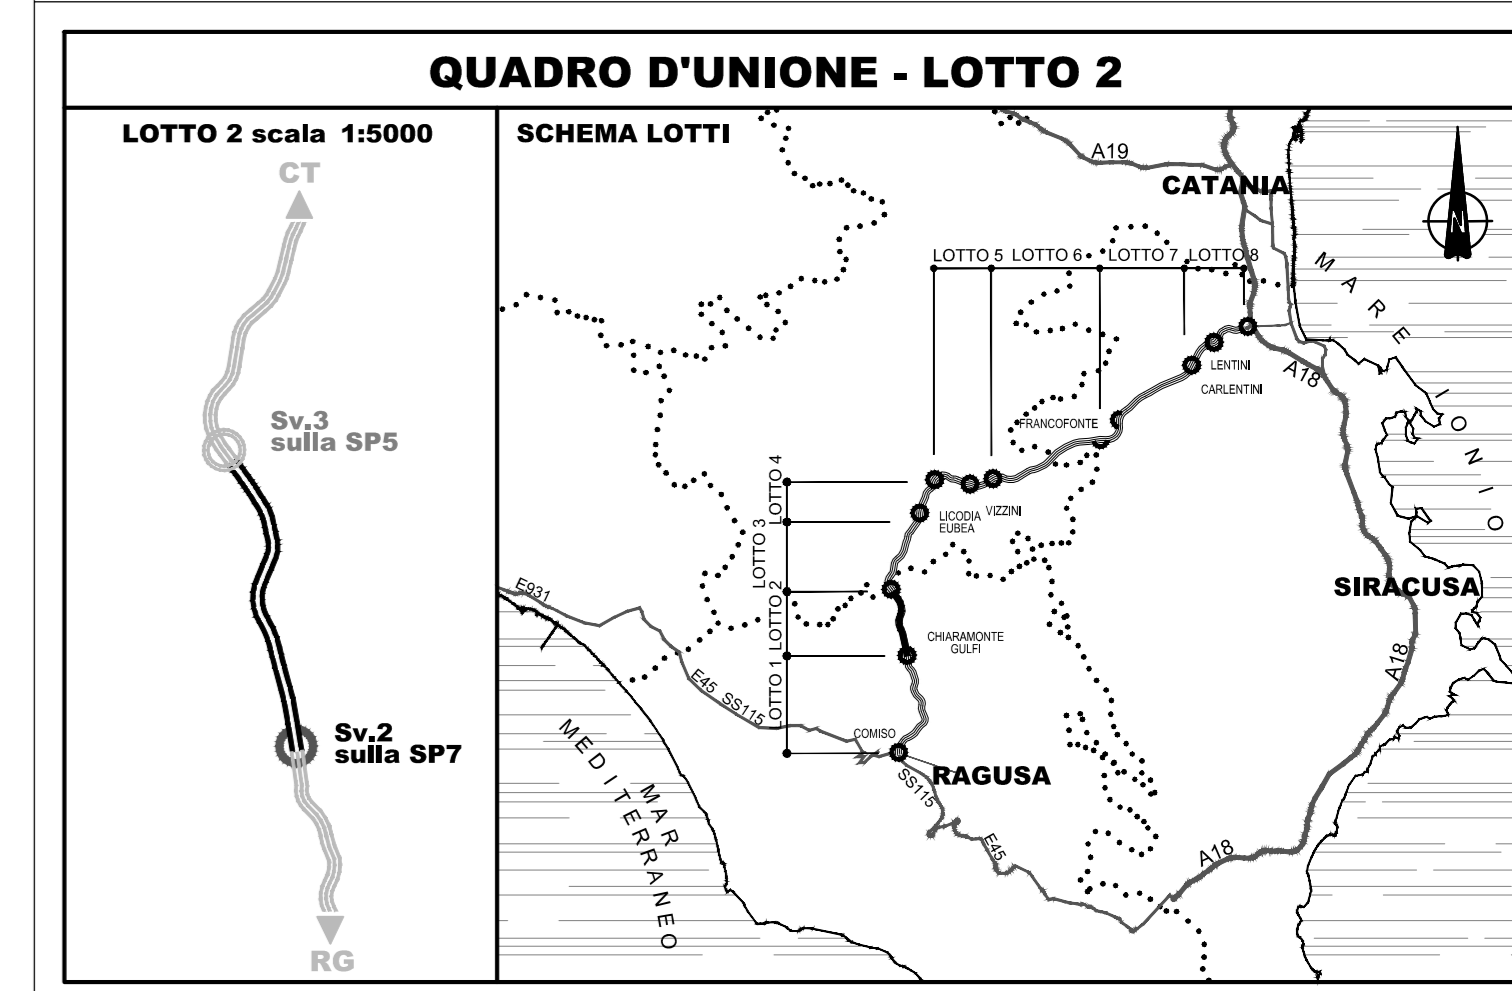 QUADRO D'UNIONE - LOTTO 2
LOTTO 2 scala 1:5000
CT
Sv.3
sulla SP5
Sv.2
sulla SP7
RG
SCHEMA LOTTI
A19
CATANIA
N
LOTTO 5
LOTTO 6
LOTTO 7
LOTTO 8
MARE
IONIO
LENTINI
CARLENTINI
A18
FRANCOFONTE
LOTTO 4
LOTTO 3
LOTTO 2
LOTTO 1
LICODIA
EUBEA
VIZZINI
E931
SIRACUSA
CHIARAMONTE
GULFI
A18
E45 SS115
COMISO
RAGUSA
SS115
E45
A18
MAR
MEDITERRANEO